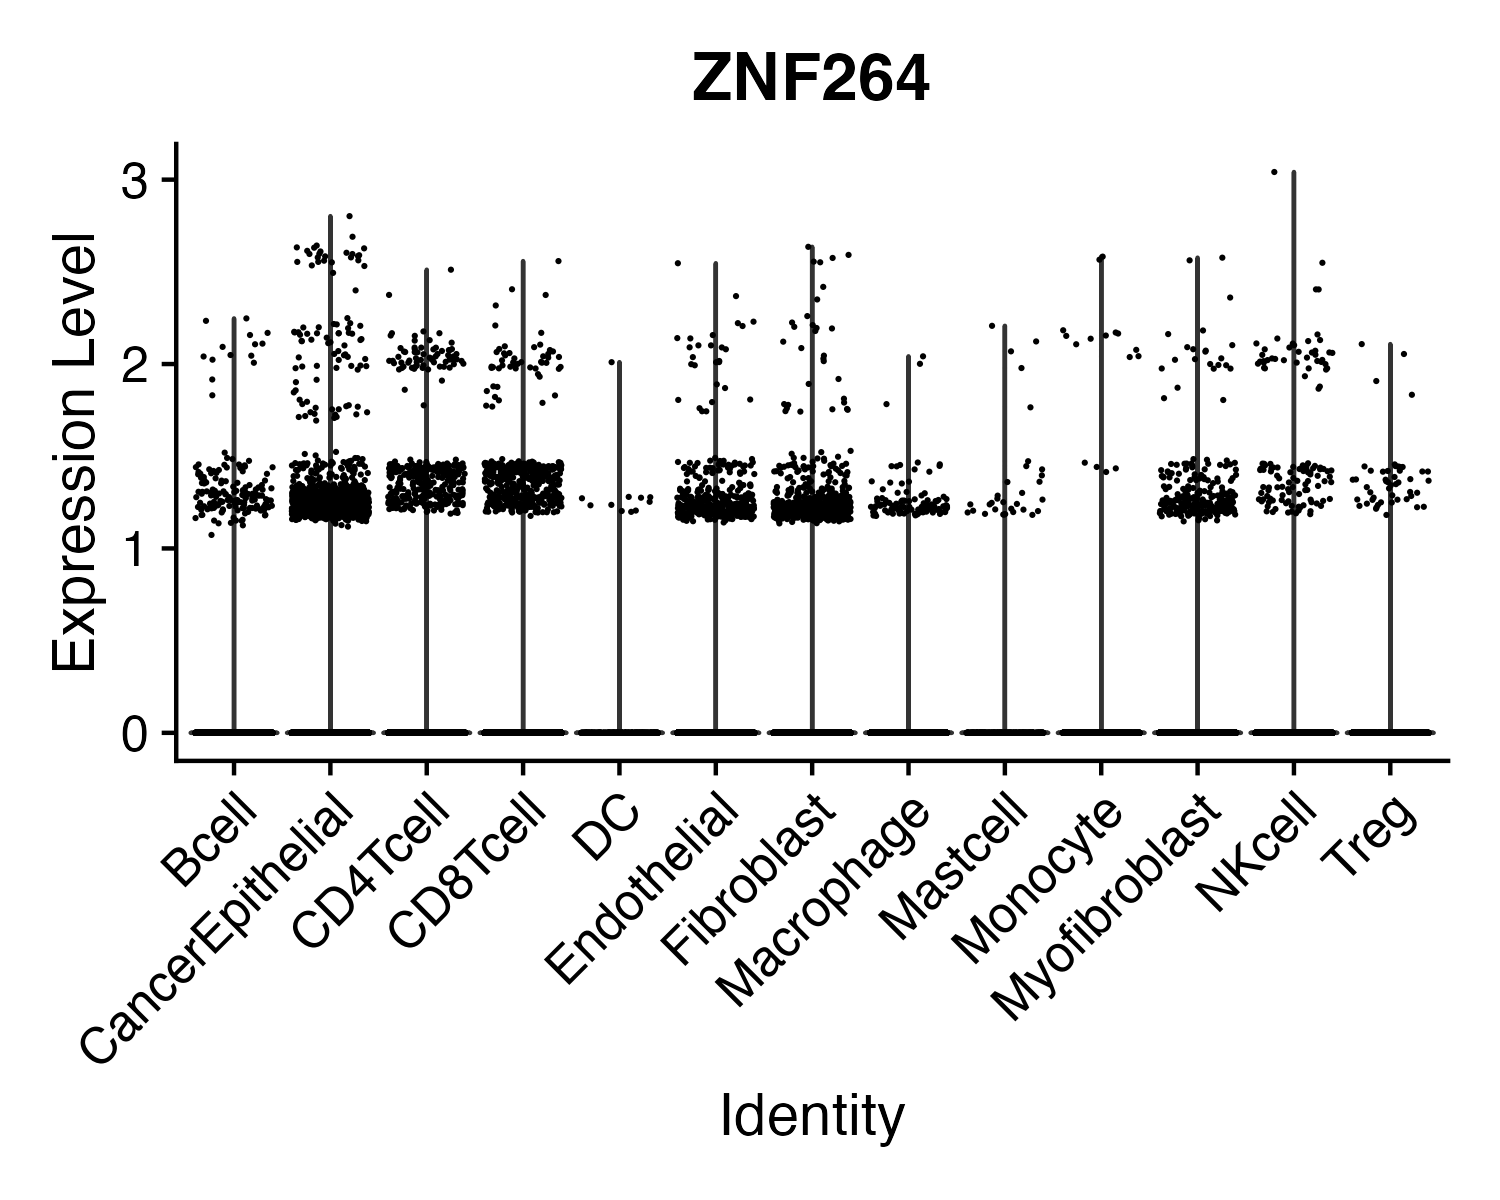 ZNF264
Expression Level
3
2
1
0
Bcell
CancerEpithelial
CD4Tcell
CD8Tcell
DC
Endothelial
Fibroblast
Macrophage
Mastcell
Monocyte
Myofibroblast
NKcell
Treg
Identity